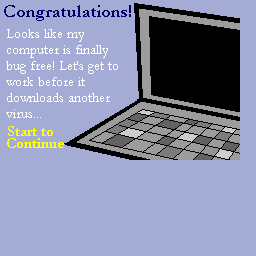 Congratulations!
Looks like my
computer is finally
bug free! Let's get to
work before it
downloads another
virus...
Start to
Continue